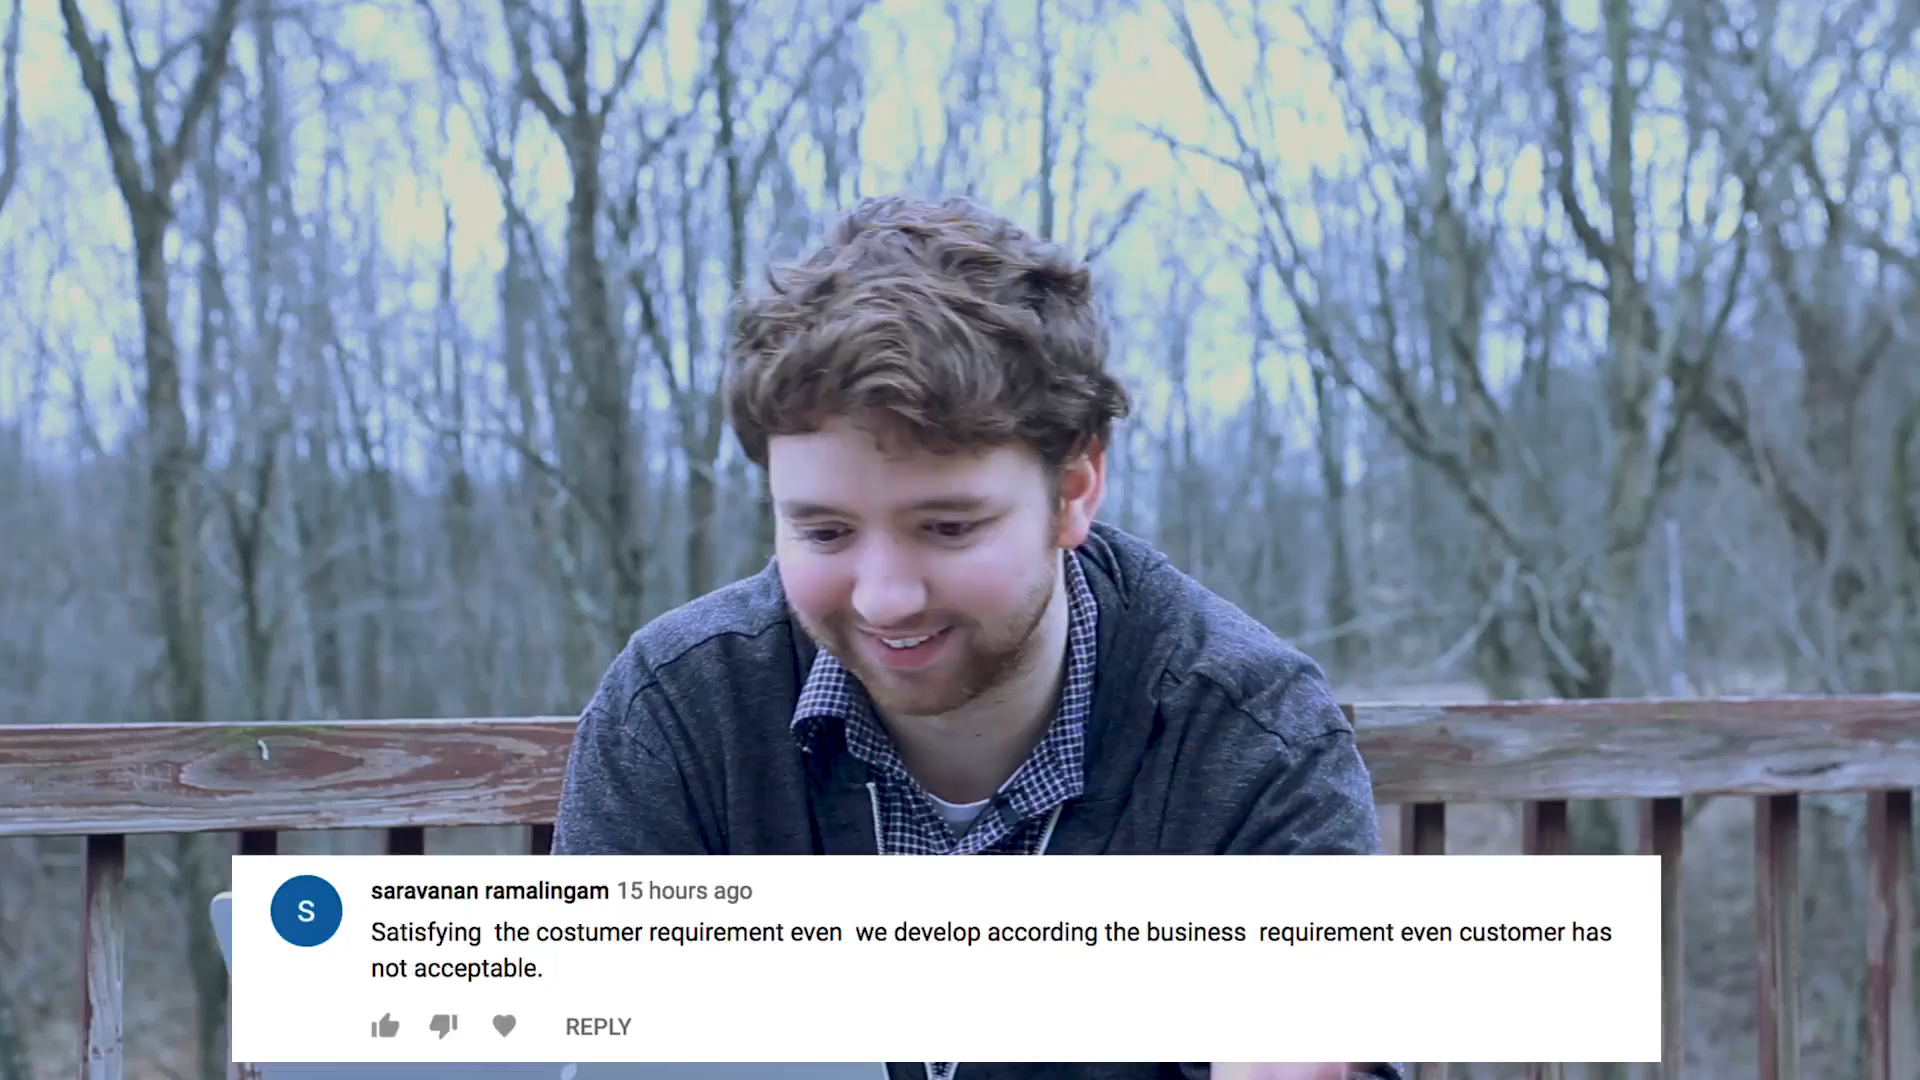 S
saravanan ramalingam 15 hours ago
Satisfying  the costumer requirement even  we develop according the business  requirement even customer has
not acceptable.
REPLY